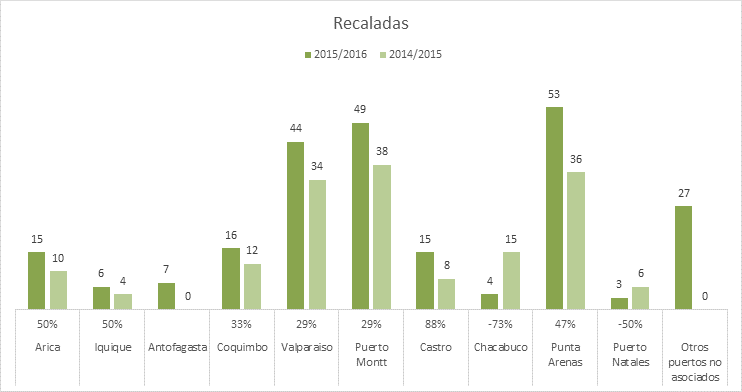 Recaladas
2015/2016 2014/2015
53
49
44
38
36
34
27
15 16 15 15
10 12
6 4 7 8 4 3 6
0 0
50% 50% 33% 29% 29% 88% -73% 47% -50%
Arica Iquique Antofagasta Coquimbo Valparaiso Puerto Castro Chacabuco Punta Puerto Otros
Montt Arenas Natales puertos no
asociados